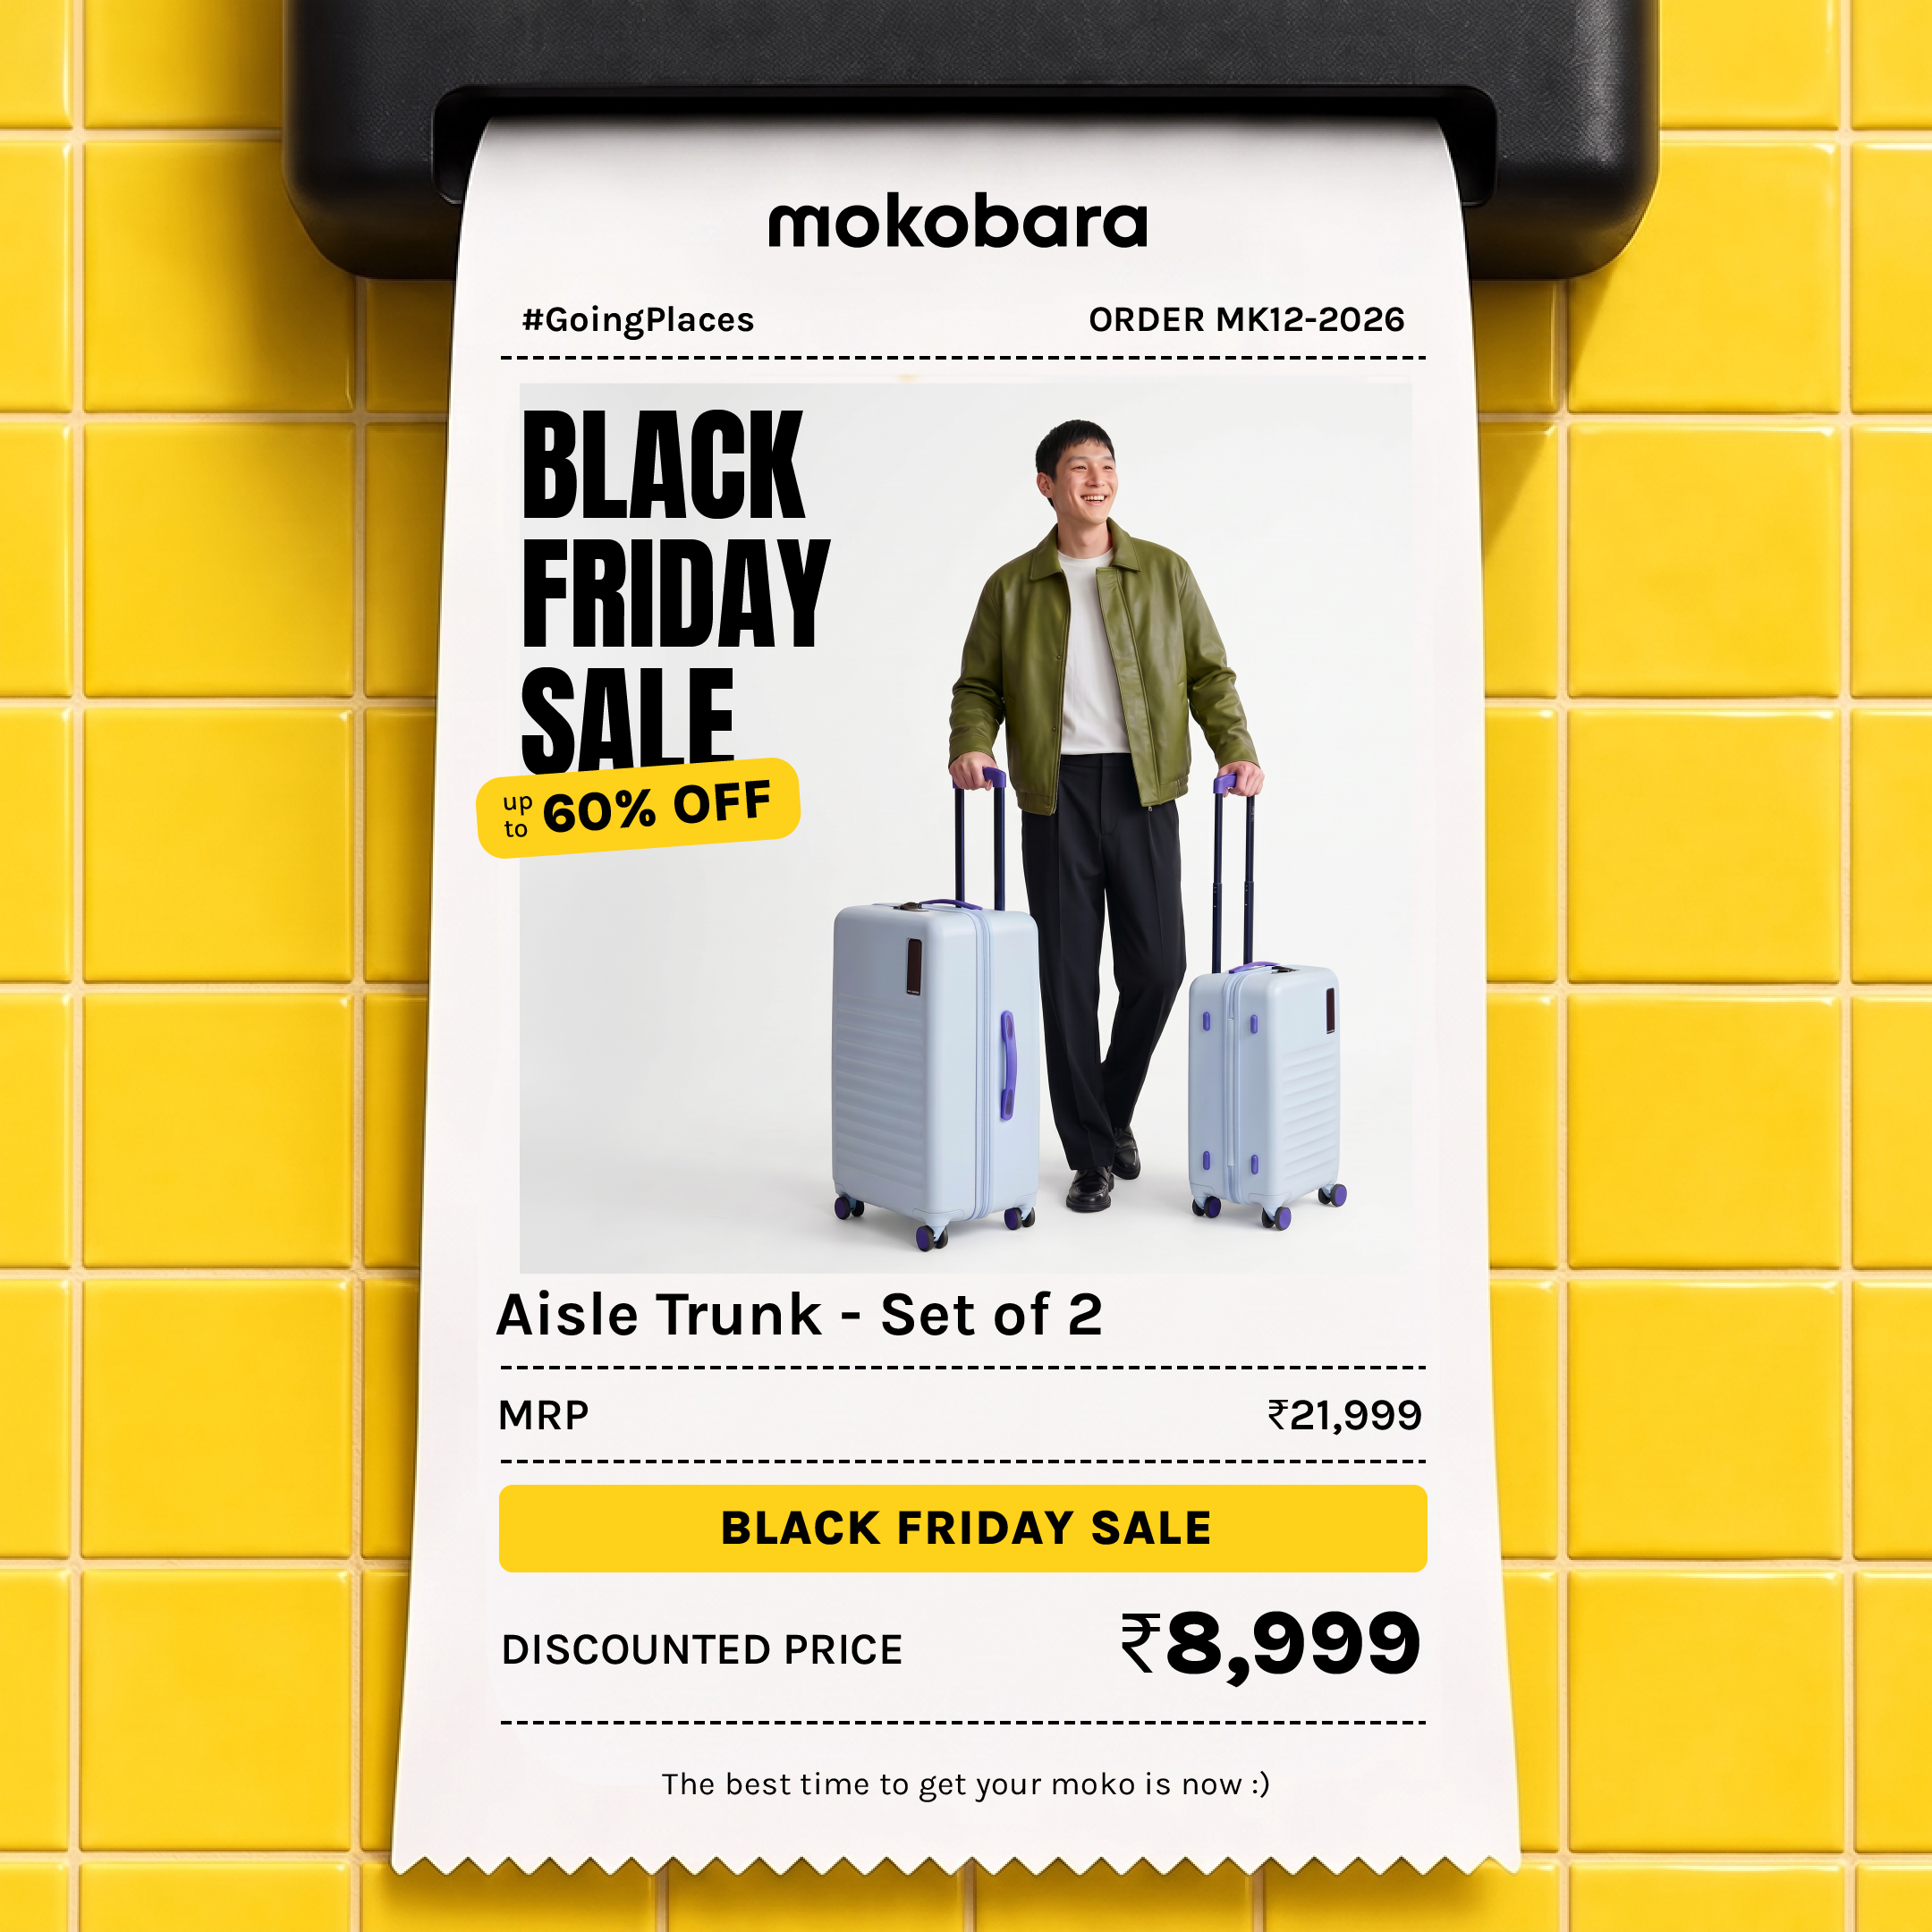 mokobara
#GoingPlaces ORDER MK12-2026
BLACK
FRIDAY
SALE
up to 60% OFF
Aisle Trunk - Set of 2
MRP ₹21,999
BLACK FRIDAY SALE
DISCOUNTED PRICE ₹8,999
The best time to get your moko is now :)